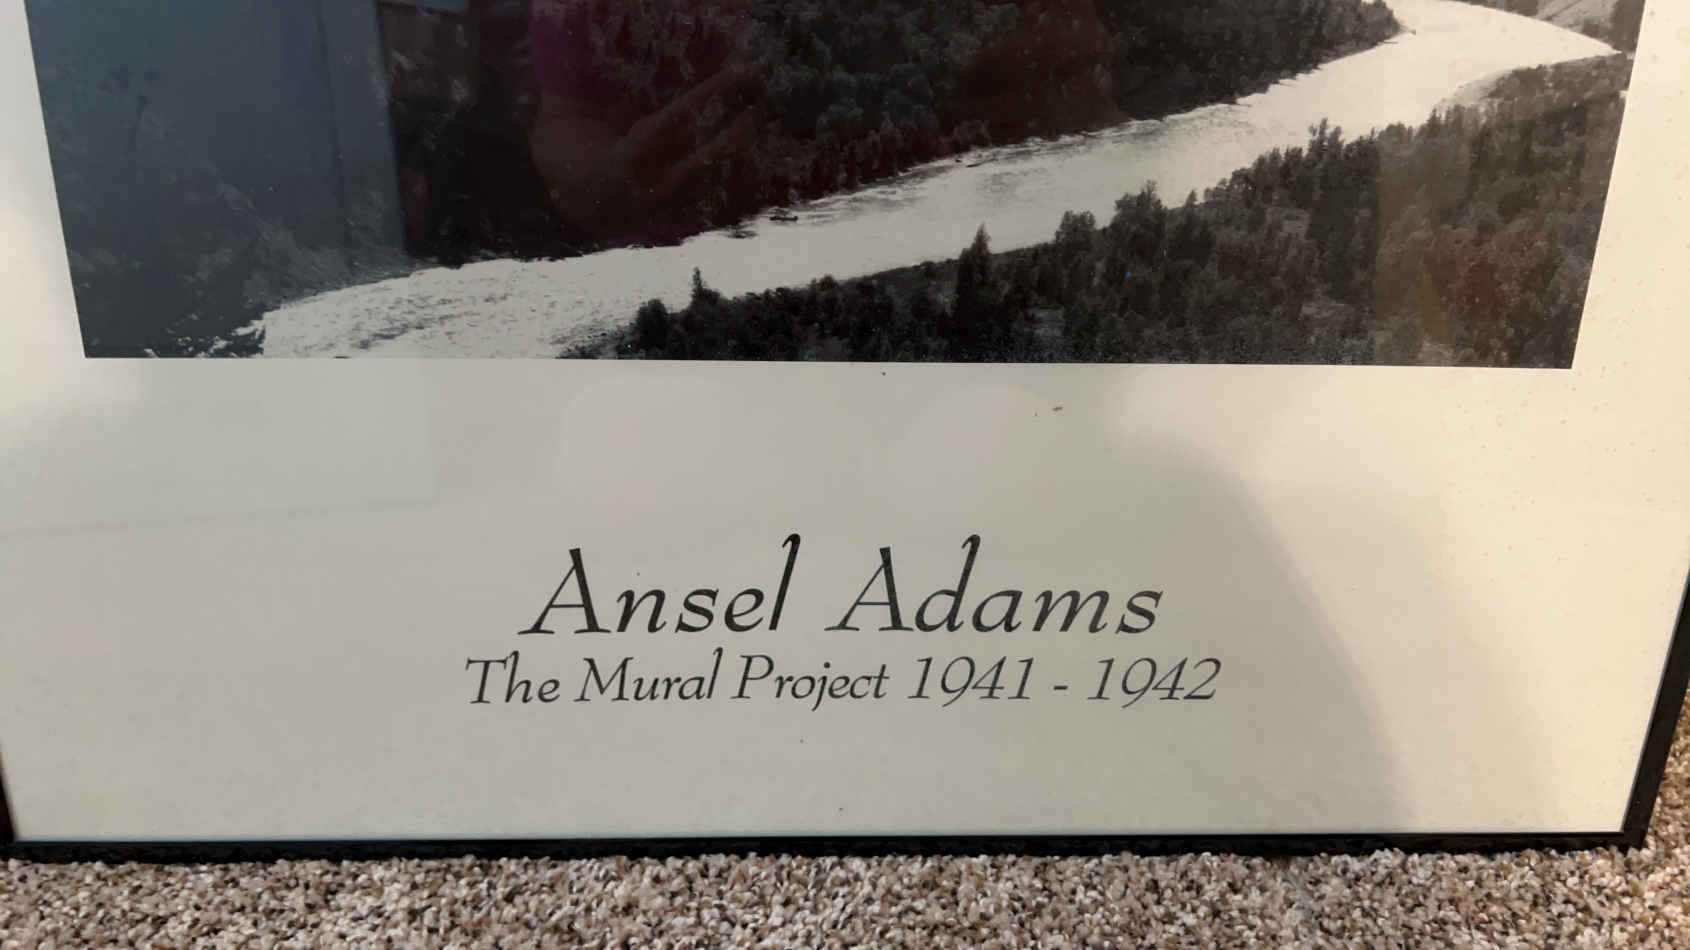 Ansel Adams
The Mural Project 1941 - 1942